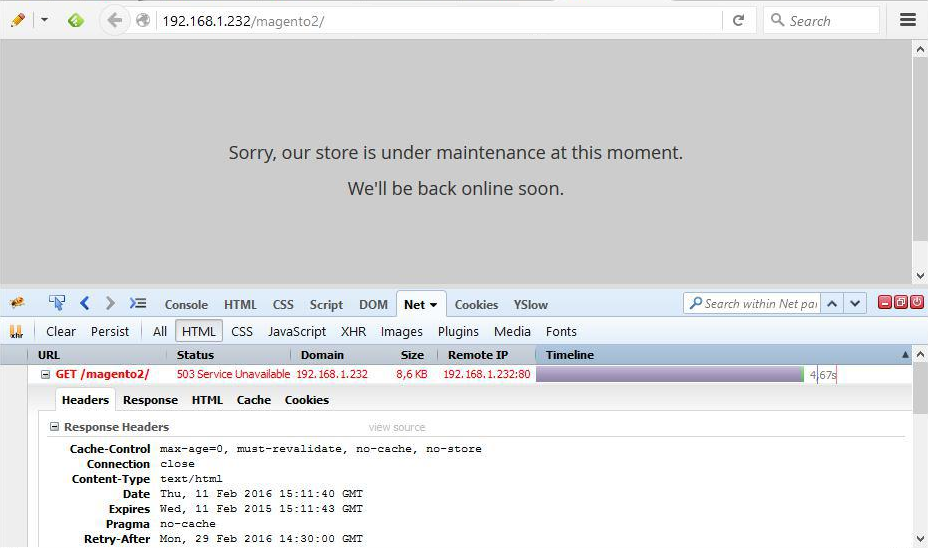 192.168.1.232/magento2/
Search
Sorry, our store is under maintenance at this moment.
We'll be back online soon.
Console HTML CSS Script DOM Net Cookies YSlow Search within Net pa
xhr Clear Persist All HTML CSS JavaScript XHR Images Plugins Media Fonts
URL Status Domain Size Remote IP Timeline
GET /magento2/ 503 Service Unavailable 192.168.1.232 8,6 KB 192.168.1.232:80 4,67s
Headers Response HTML Cache Cookies
Response Headers view source
Cache-Control max-age=0, must-revalidate, no-cache, no-store
Connection close
Content-Type text/html
Date Thu, 11 Feb 2016 15:11:40 GMT
Expires Wed, 11 Feb 2015 15:11:43 GMT
Pragma no-cache
Retry-After Mon, 29 Feb 2016 14:30:00 GMT